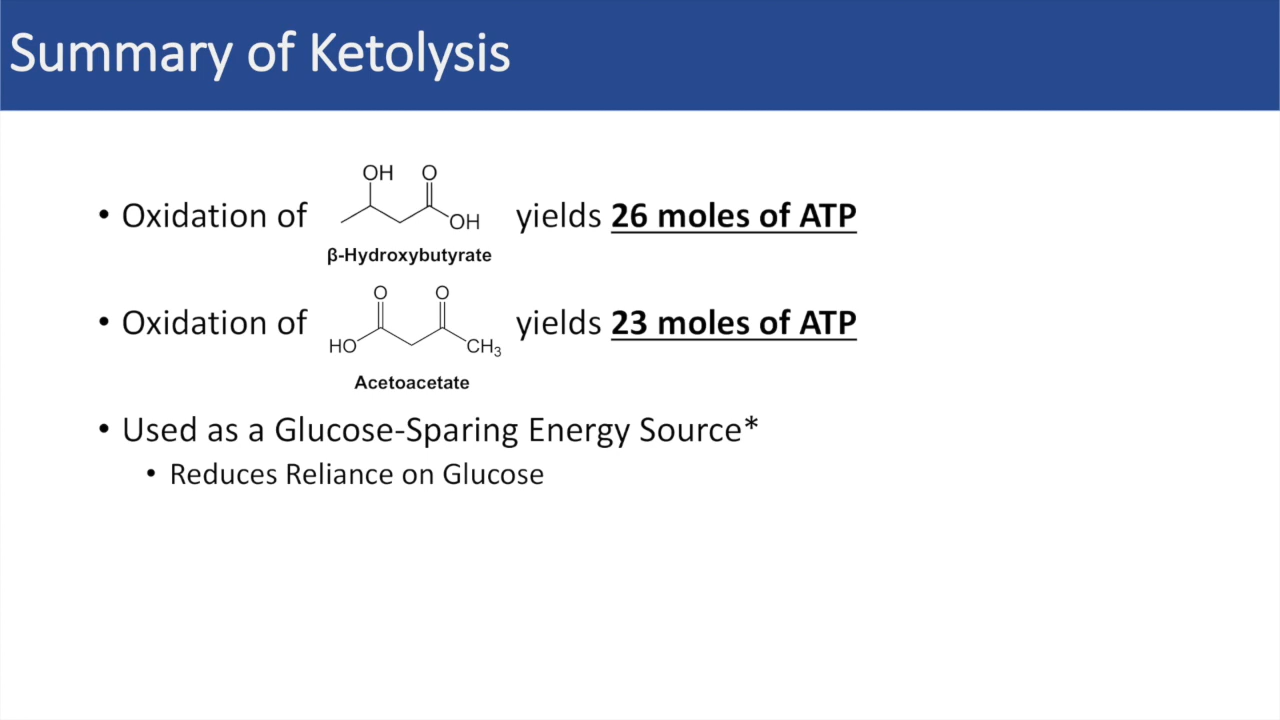 Summary of Ketolysis
OH O
• Oxidation of yields 26 moles of ATP
OH
β-Hydroxybutyrate
O O
• Oxidation of yields 23 moles of ATP
HO CH₃
Acetoacetate
• Used as a Glucose-Sparing Energy Source*
• Reduces Reliance on Glucose